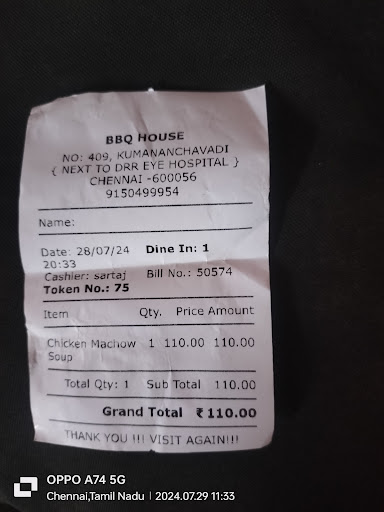 BBQ HOUSE
NO: 409, KUMANANCHAVADI
{ NEXT TO DRR EYE HOSPITAL }
CHENNAI -600056
9150499954
Name:
Date: 28/07/24 Dine In: 1
20:33
Cashier: sartaj Bill No.: 50574
Token No.: 75
Item Qty. Price Amount
Chicken Machow 1 110.00 110.00
Soup
Total Qty: 1 Sub Total 110.00
Grand Total ₹110.00
THANK YOU !!! VISIT AGAIN!!!
OPPO A74 5G
Chennai,Tamil Nadu | 2024.07.29 11:33